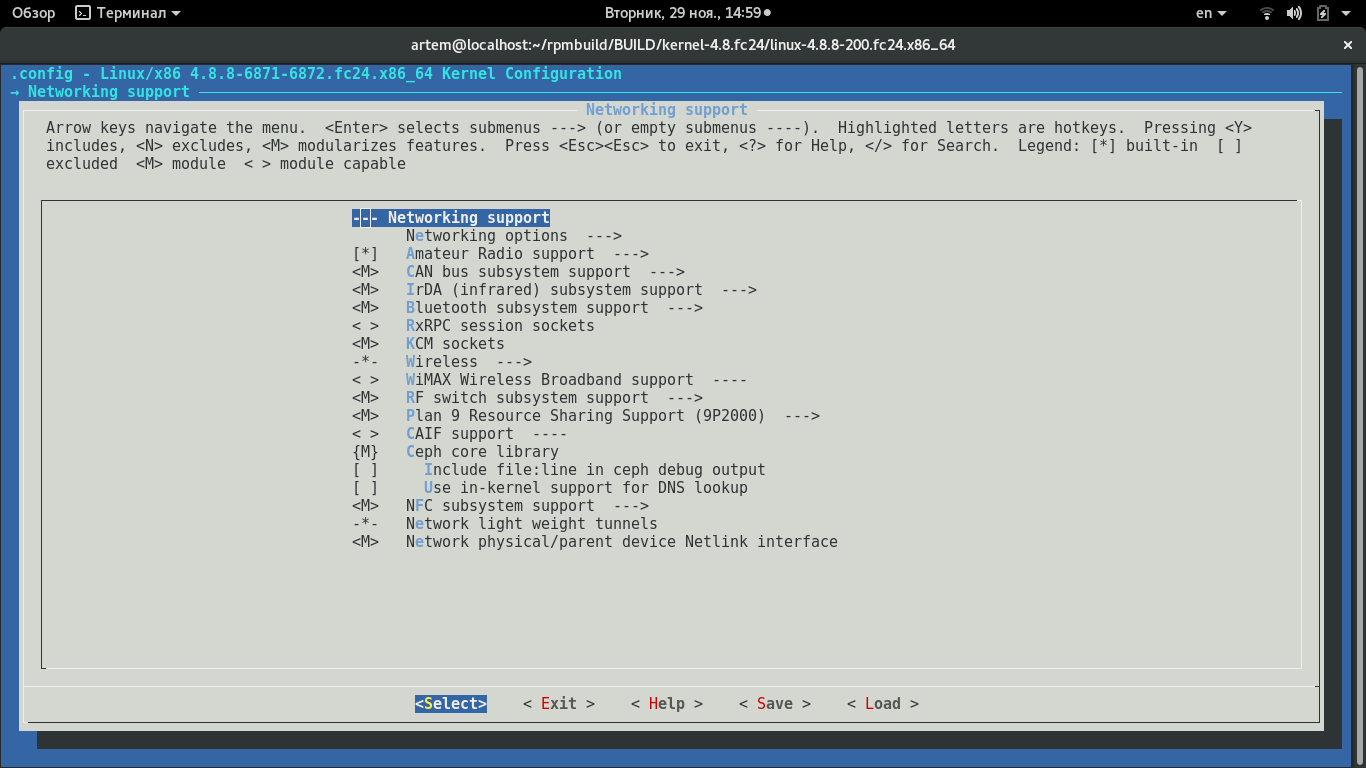 Обзор Терминал Вторник, 29 ноя., 14:59 en
artem@localhost:~/rpmbuild/BUILD/kernel-4.8.fc24/linux-4.8.8-200.fc24.x86_64
.config - Linux/x86 4.8.8-6871-6872.fc24.x86_64 Kernel Configuration
→ Networking support
Networking support
Arrow keys navigate the menu.  <Enter> selects submenus ---> (or empty submenus ----).  Highlighted letters are hotkeys.  Pressing <Y>
includes, <N> excludes, <M> modularizes features.  Press <Esc><Esc> to exit, <?> for Help, </> for Search.  Legend: [*] built-in  [ ]
excluded  <M> module  < > module capable
--- Networking support
Networking options  --->
[*]   Amateur Radio support  --->
<M>   CAN bus subsystem support  --->
<M>   IrDA (infrared) subsystem support  --->
<M>   Bluetooth subsystem support  --->
< >   RxRPC session sockets
<M>   KCM sockets
-*-   Wireless  --->
< >   WiMAX Wireless Broadband support  ----
<M>   RF switch subsystem support  --->
<M>   Plan 9 Resource Sharing Support (9P2000)  --->
< >   CAIF support  ----
{M}   Ceph core library
[ ]     Include file:line in ceph debug output
[ ]     Use in-kernel support for DNS lookup
<M>   NFC subsystem support  --->
-*-   Network light weight tunnels
<M>   Network physical/parent device Netlink interface
<Select>    < Exit >    < Help >    < Save >    < Load >